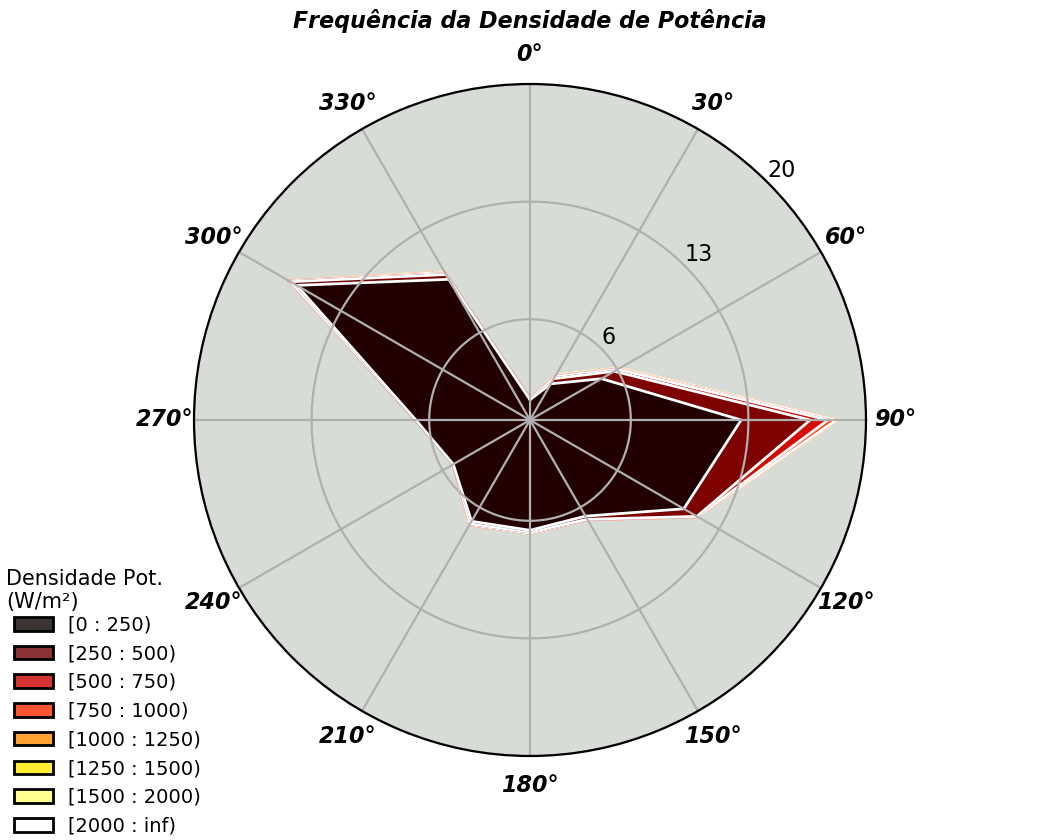 Frequência da Densidade de Potência
0°
330°
30°
20
300°
60°
13
6
270°
90°
240°
120°
210°
150°
180°
Densidade Pot.
(W/m²)
[0 : 250)
[250 : 500)
[500 : 750)
[750 : 1000)
[1000 : 1250)
[1250 : 1500)
[1500 : 2000)
[2000 : inf)